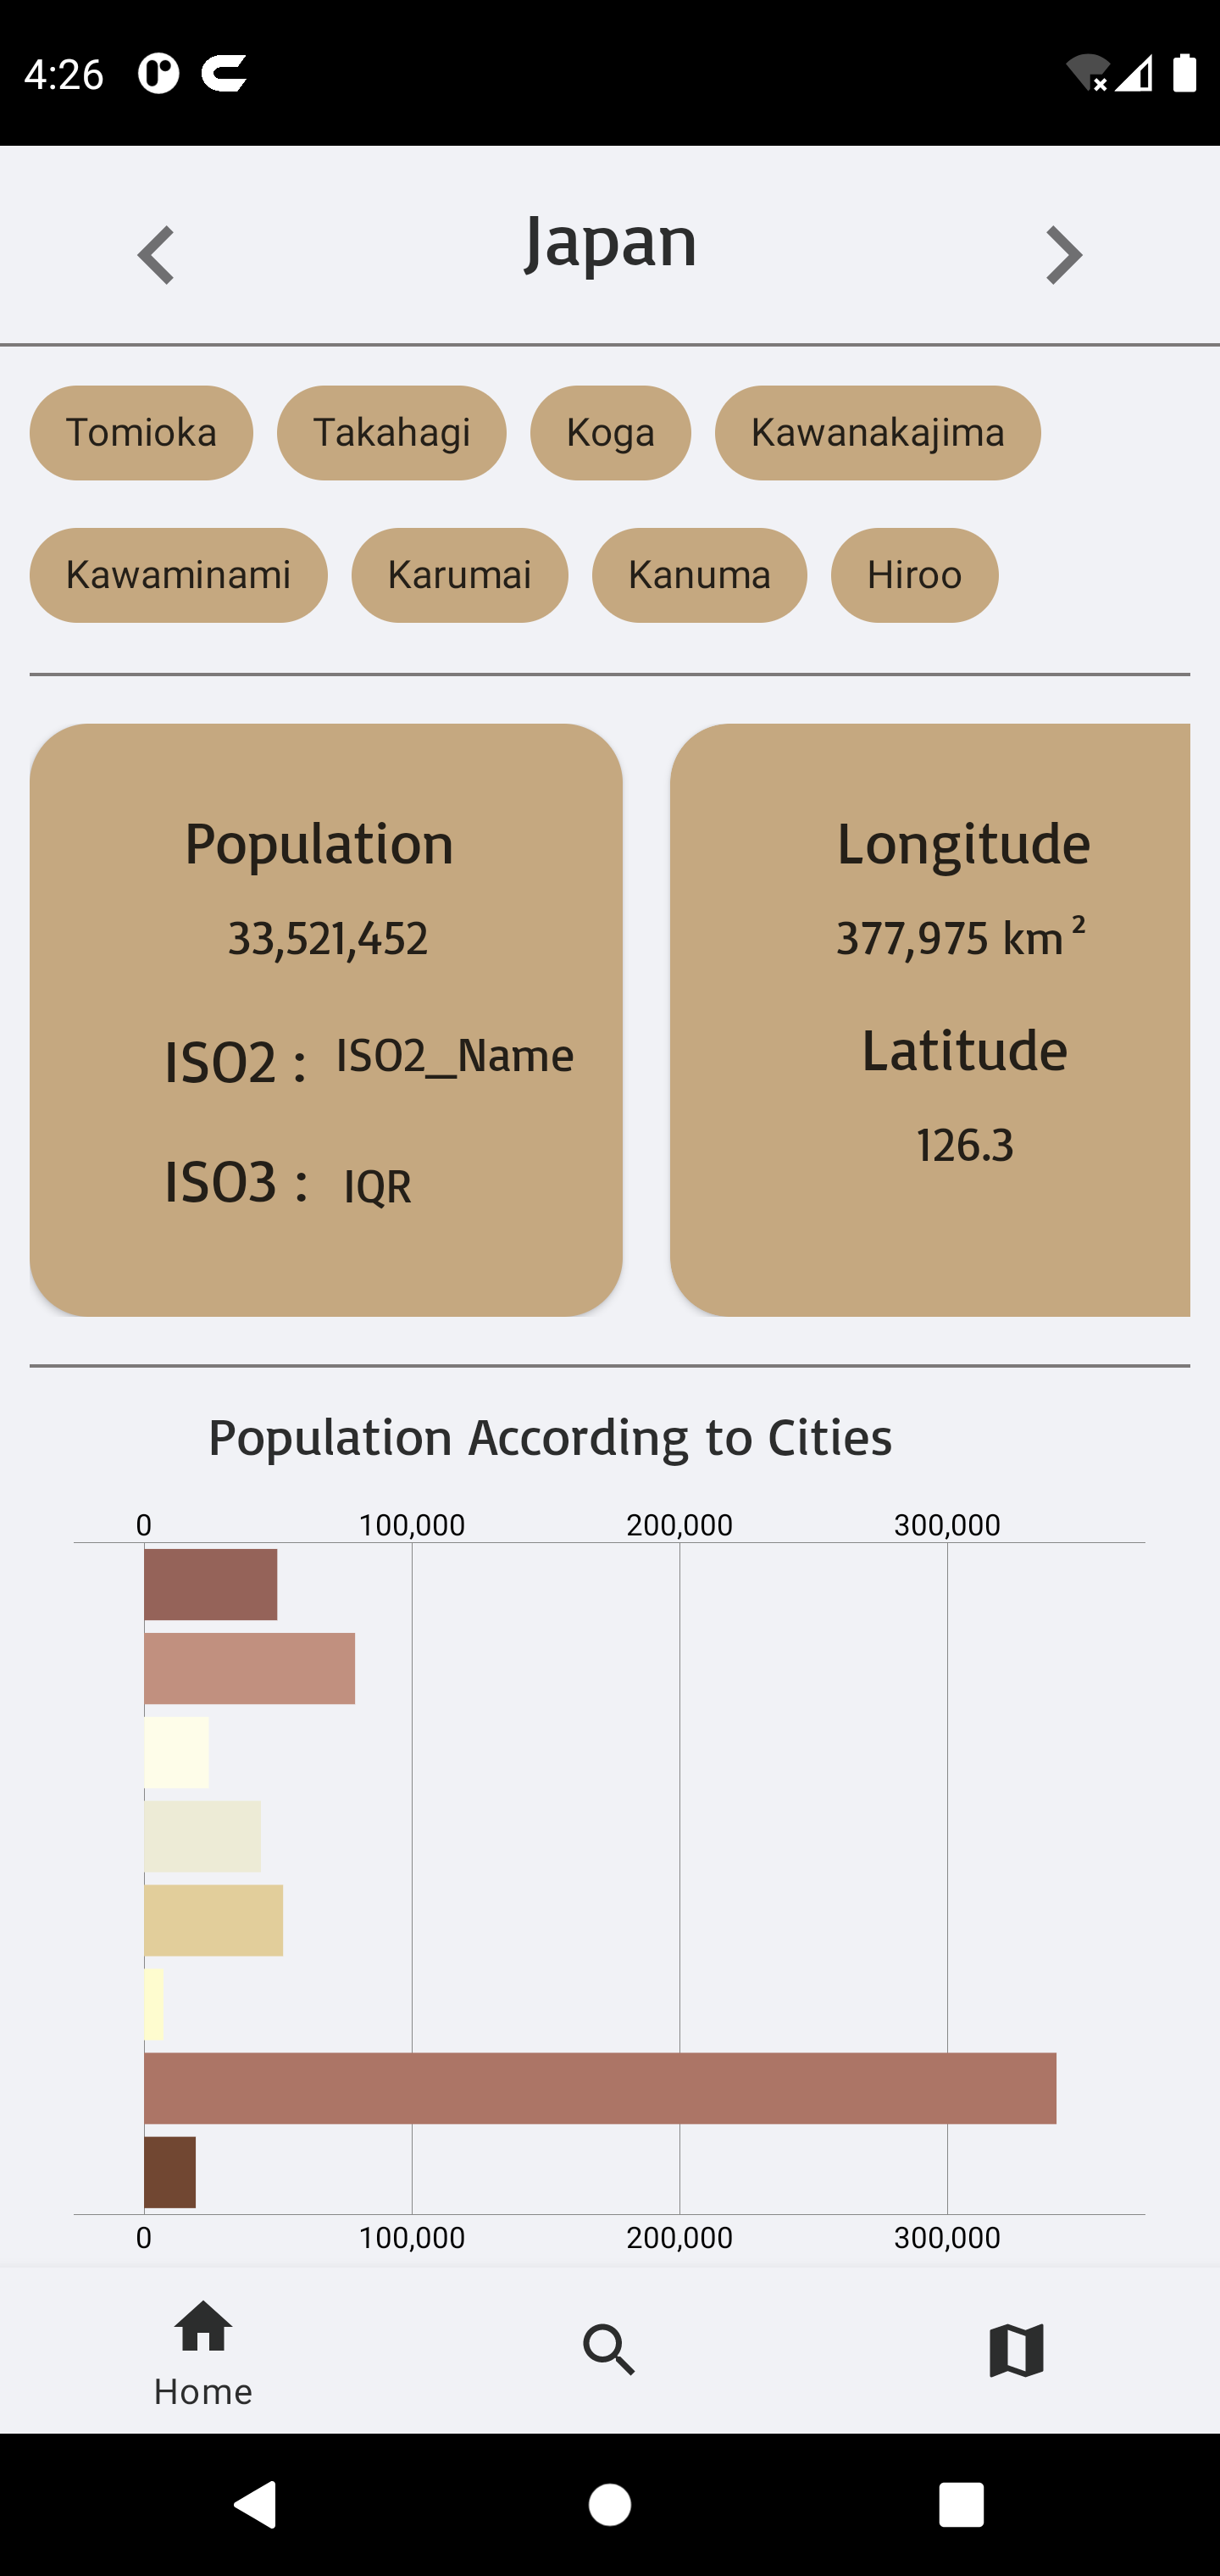 4:26
Japan
Tomioka Takahagi Koga Kawanakajima
Kawaminami Karumai Kanuma Hiroo
Population
33,521,452
ISO2 : ISO2_Name
ISO3 : IQR
Longitude
377,975 km²
Latitude
126.3
Population According to Cities
0 100,000 200,000 300,000
0 100,000 200,000 300,000
Home